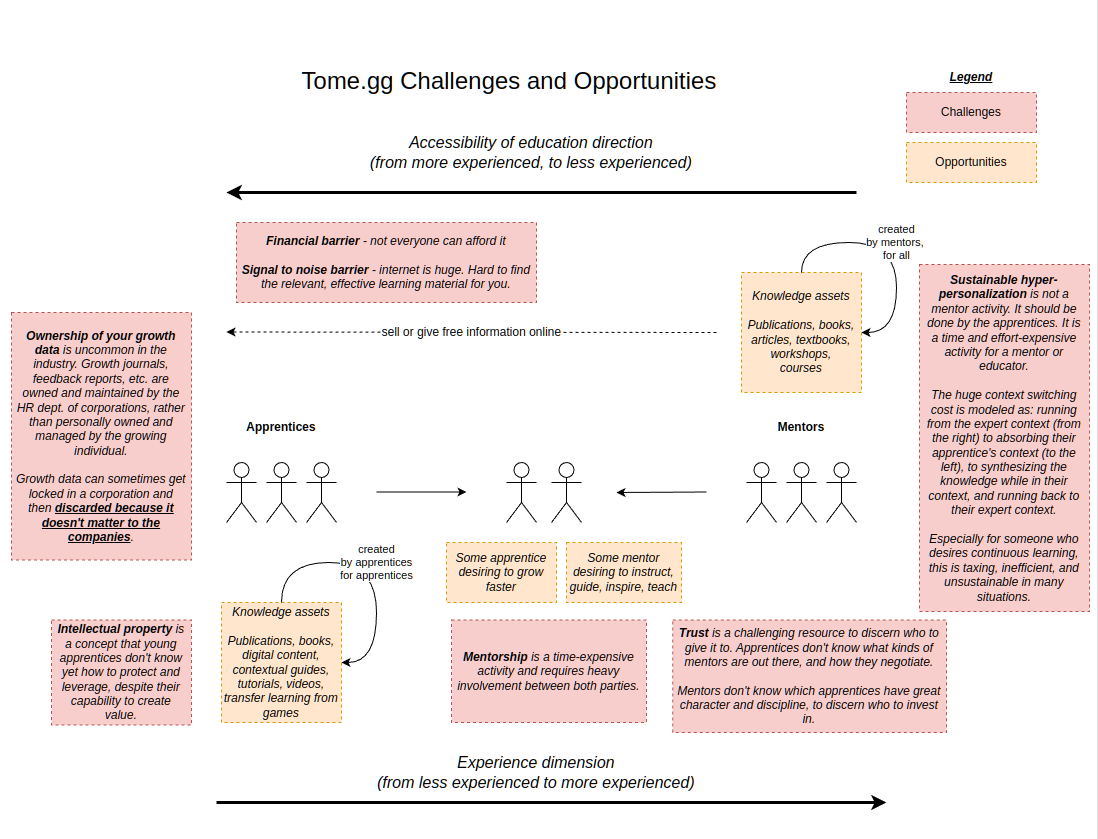 Tome.gg Challenges and Opportunities
Legend
Challenges
Opportunities
Accessibility of education direction
(from more experienced, to less experienced)
Financial barrier - not everyone can afford it
Signal to noise barrier - internet is huge. Hard to find
the relevant, effective learning material for you.
created
by mentors,
for all
Knowledge assets
Publications, books,
articles, textbooks,
workshops,
courses
sell or give free information online
Sustainable hyper-
personalization is not a
mentor activity. It should be
done by the apprentices. It is
a time and effort-expensive
activity for a mentor or
educator.
The huge context switching
cost is modeled as: running
from the expert context (from
the right) to absorbing their
apprentice's context (to the
left), to synthesizing the
knowledge while in their
context, and running back to
their expert context.
Especially for someone who
desires continuous learning,
this is taxing, inefficient, and
unsustainable in many
situations.
Ownership of your growth
data is uncommon in the
industry. Growth journals,
feedback reports, etc. are
owned and maintained by the
HR dept. of corporations, rather
than personally owned and
managed by the growing
individual.
Growth data can sometimes get
locked in a corporation and
then discarded because it
doesn't matter to the
companies.
Apprentices
Mentors
created
by apprentices
for apprentices
Some apprentice
desiring to grow
faster
Some mentor
desiring to instruct,
guide, inspire, teach
Intellectual property is
a concept that young
apprentices don't know
yet how to protect and
leverage, despite their
capability to create
value.
Knowledge assets
Publications, books,
digital content,
contextual guides,
tutorials, videos,
transfer learning from
games
Mentorship is a time-expensive
activity and requires heavy
involvement between both parties.
Trust is a challenging resource to discern who to
give it to. Apprentices don't know what kinds of
mentors are out there, and how they negotiate.
Mentors don't know which apprentices have great
character and discipline, to discern who to invest
in.
Experience dimension
(from less experienced to more experienced)